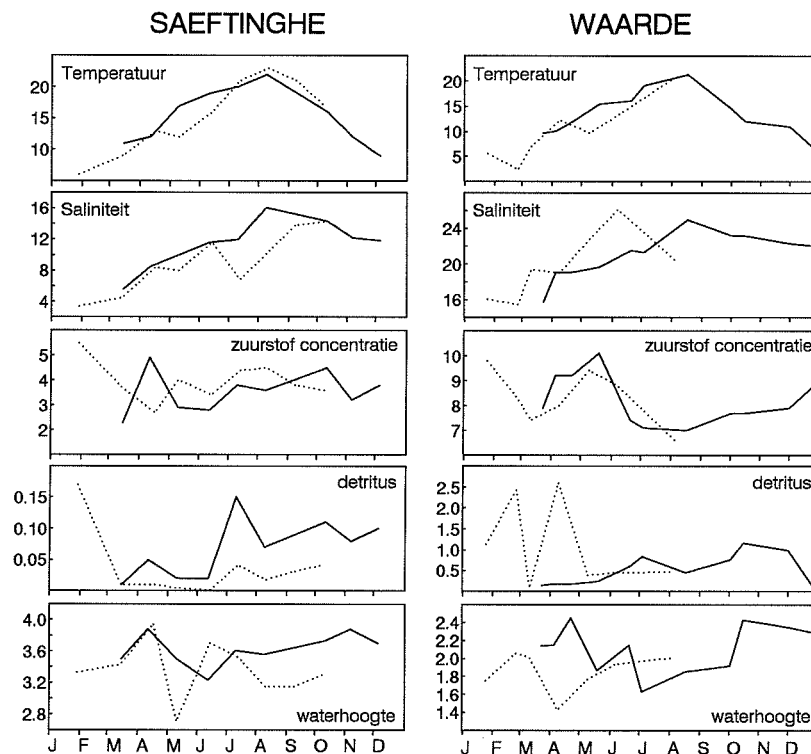 SAEFTINGHE
Temperatuur
20
15
10
Saliniteit
16
12
8
4
zuurstof concentratie
5
4
3
2
detritus
0.15
0.10
0.05
waterhoogte
4.0
3.6
3.2
2.8
J F M A M J J A S O N D
WAARDE
Temperatuur
20
15
10
5
Saliniteit
24
20
16
zuurstof concentratie
10
9
8
7
detritus
2.5
2.0
1.5
1.0
0.5
waterhoogte
2.4
2.2
2.0
1.8
1.6
1.4
J F M A M J J A S O N D